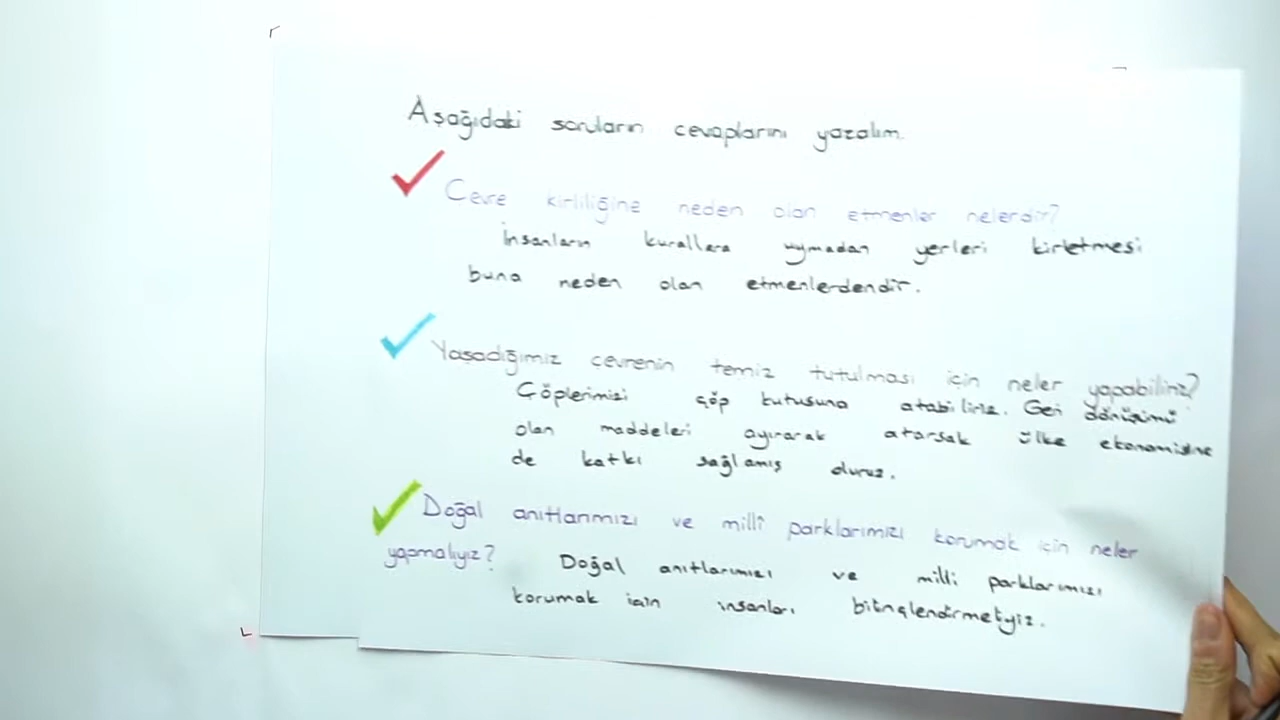 Aşağıdaki soruların cevaplarını yazalım.
Çevre kirliliğine neden olan etmenler nelerdir?
İnsanların kurallara uymadan yerleri kirletmesi
buna neden olan etmenlerdendir.
Yaşadığımız çevrenin temiz tutulması için neler yapabiliriz?
Çöplerimizi çöp kutusuna atabiliriz. Geri dönüşümü
olan maddeleri ayırarak atarsak ülke ekonomisine
de katkı sağlamış oluruz.
Doğal anıtlarımızı ve millî parklarımızı korumak için neler
yapmalıyız? Doğal anıtlarımızı ve milli parklarımızı
korumak için insanları bilinçlendirmeliyiz.